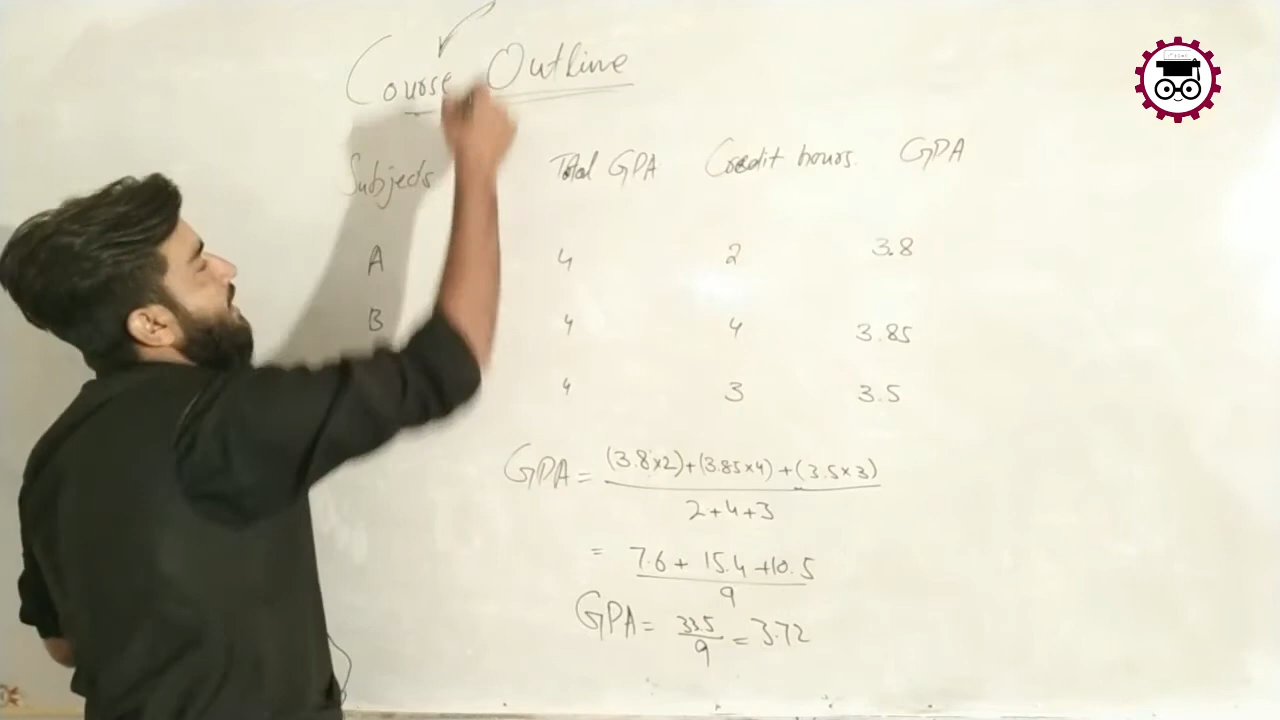 Course Outline
Subjects Total GPA Credit hours. GPA
A 4 2 3.8
B 4 4 3.85
4 3 3.5
GPA = (3.8×2)+(3.85×4)+(3.5×3)
2+4+3
= 7.6 + 15.4 +10.5
9
GPA = 33.5
9 = 3.72